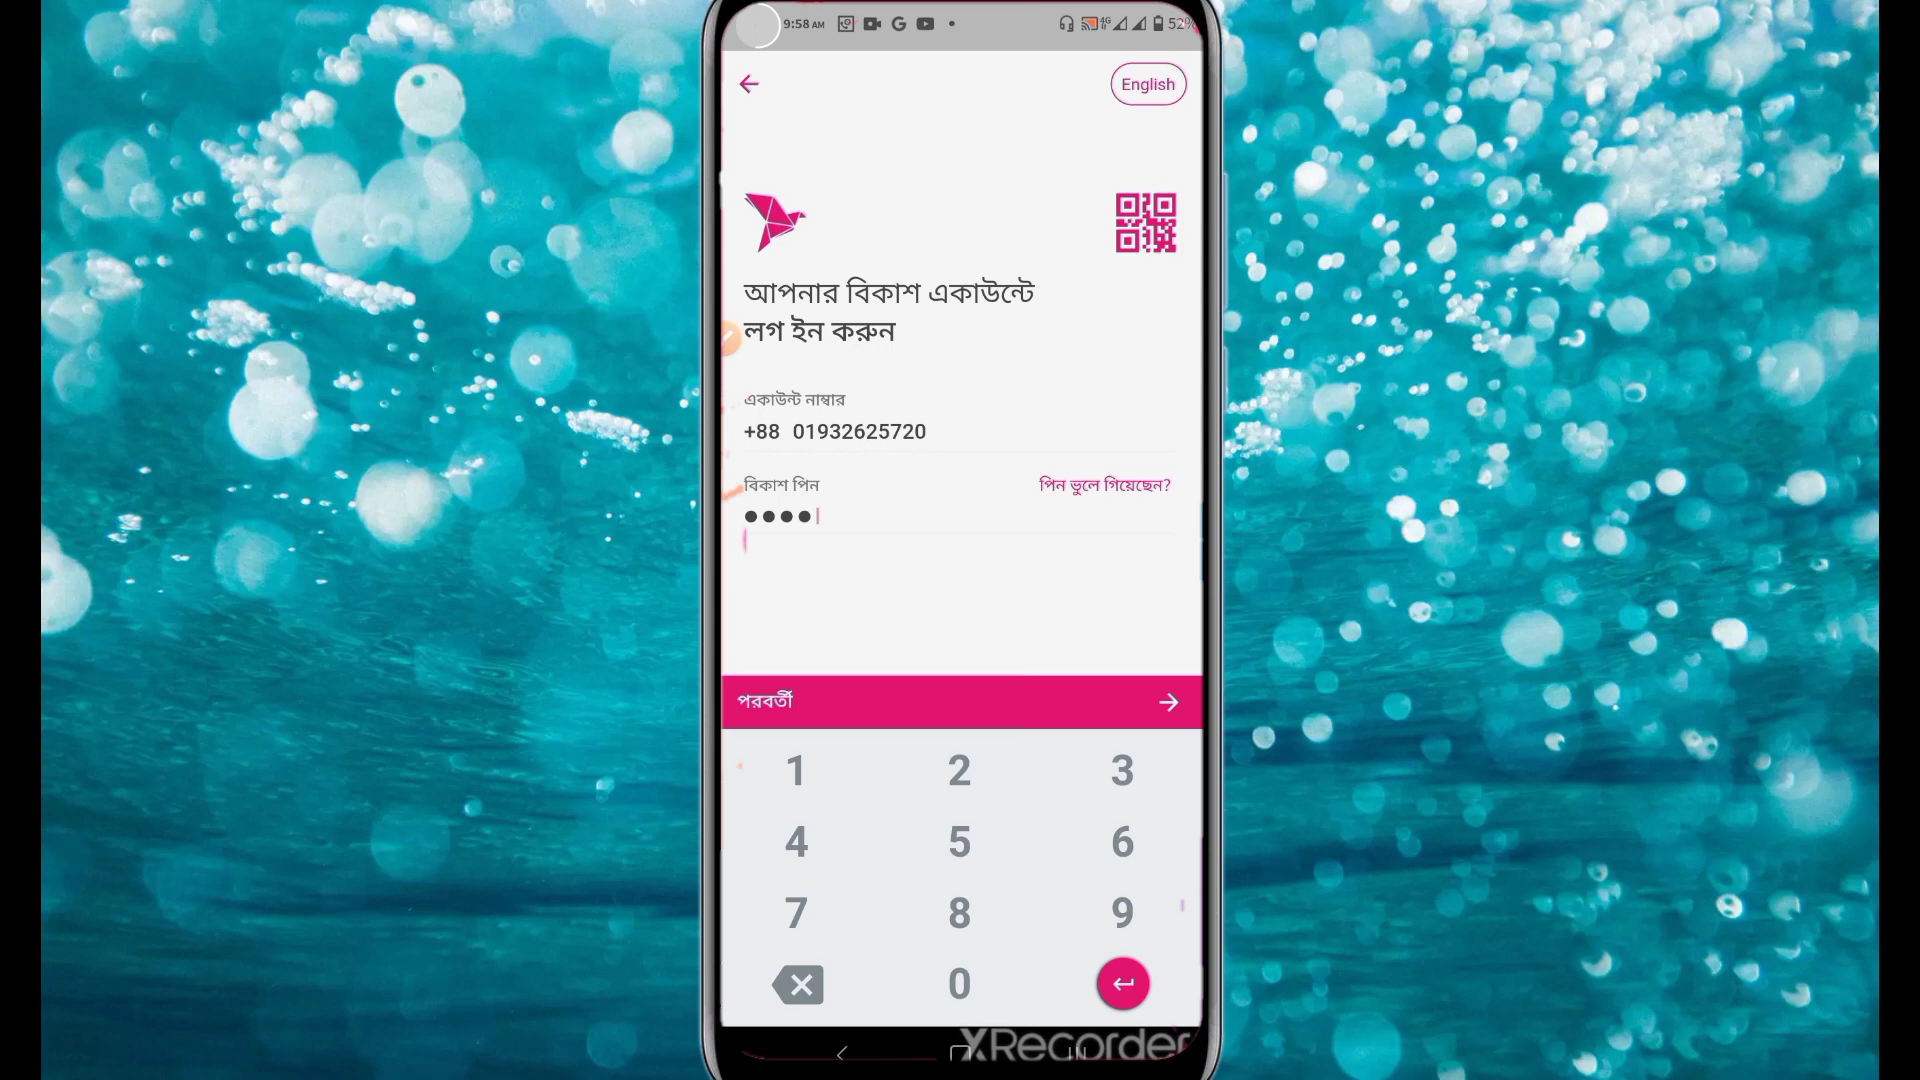 9:58 AM
4G
52%
English
আপনার বিকাশ একাউন্টে
লগ ইন করুন
একাউন্ট নাম্বার
+88 01932625720
বিকাশ পিন
পিন ভুলে গিয়েছেন?
পরবর্তী
1 2 3
4 5 6
7 8 9
0
XRecorder